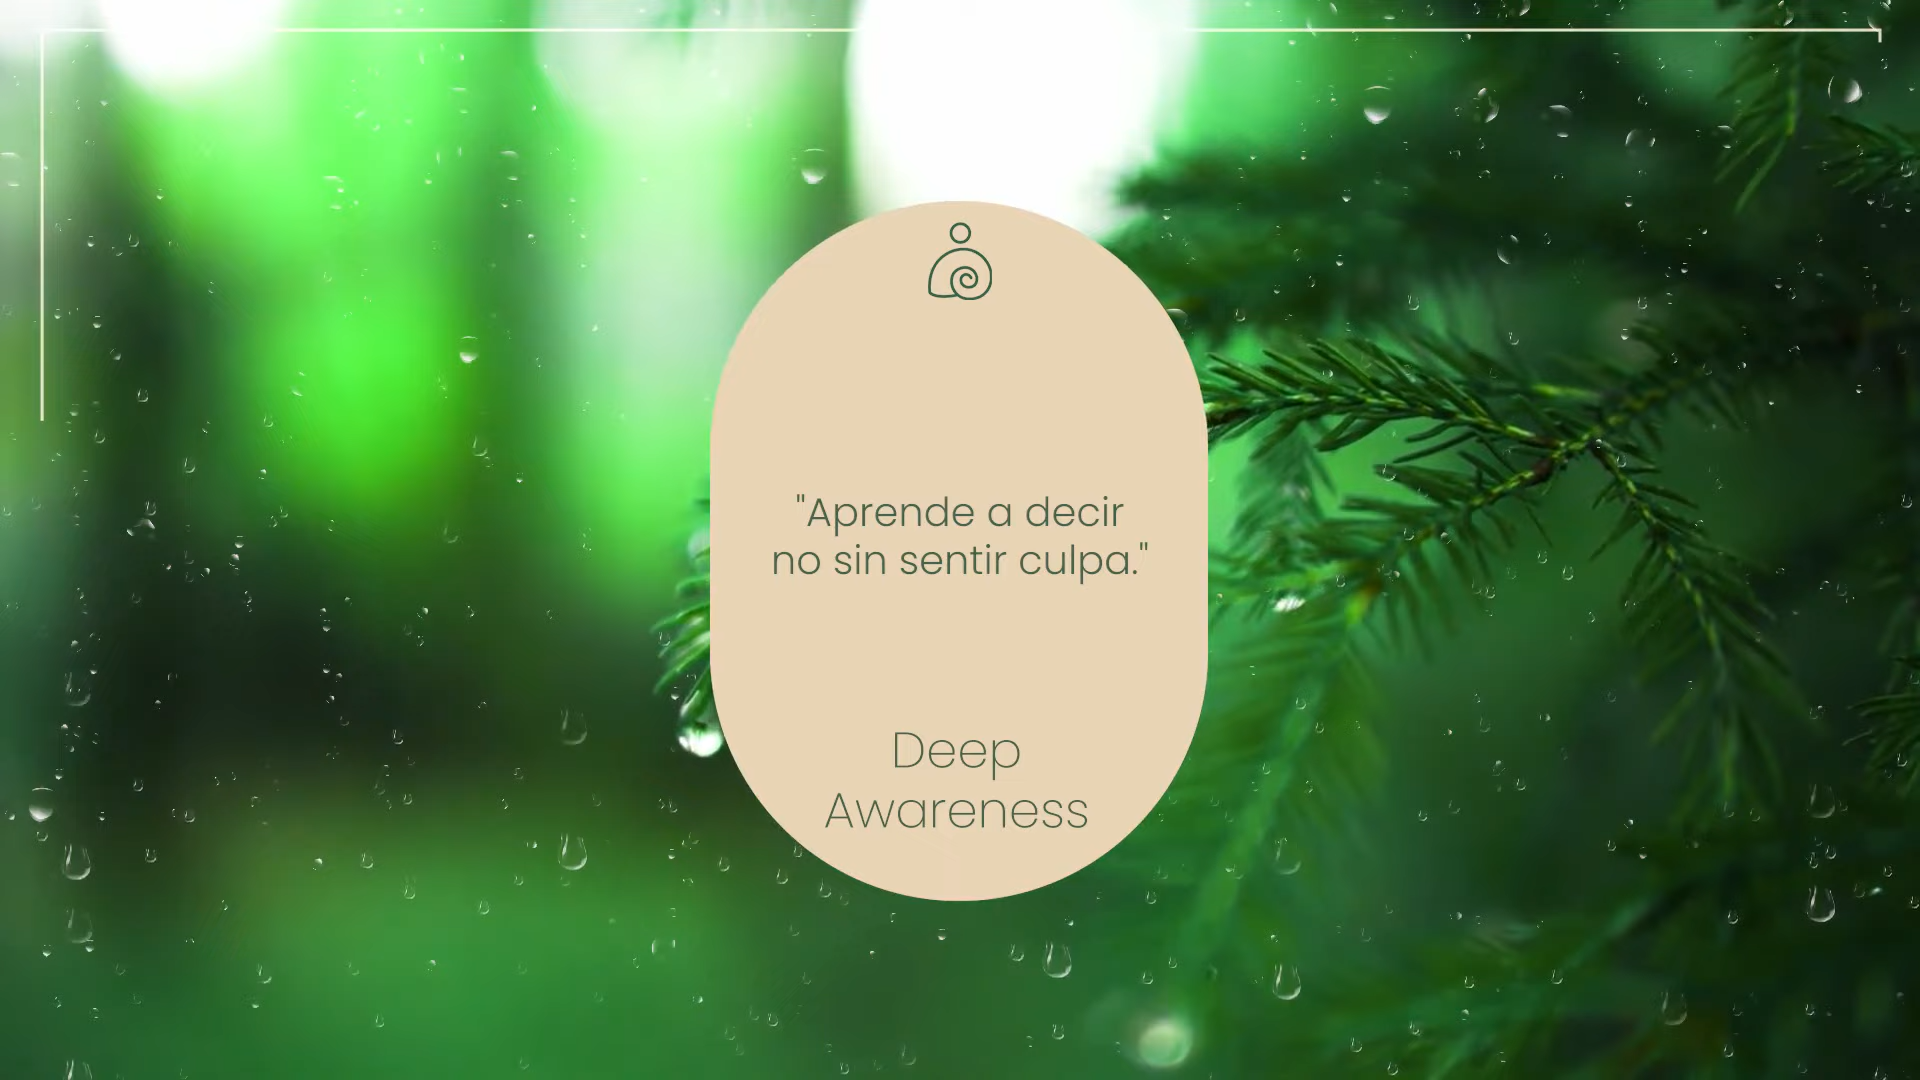 "Aprende a decir
no sin sentir culpa."
Deep
Awareness